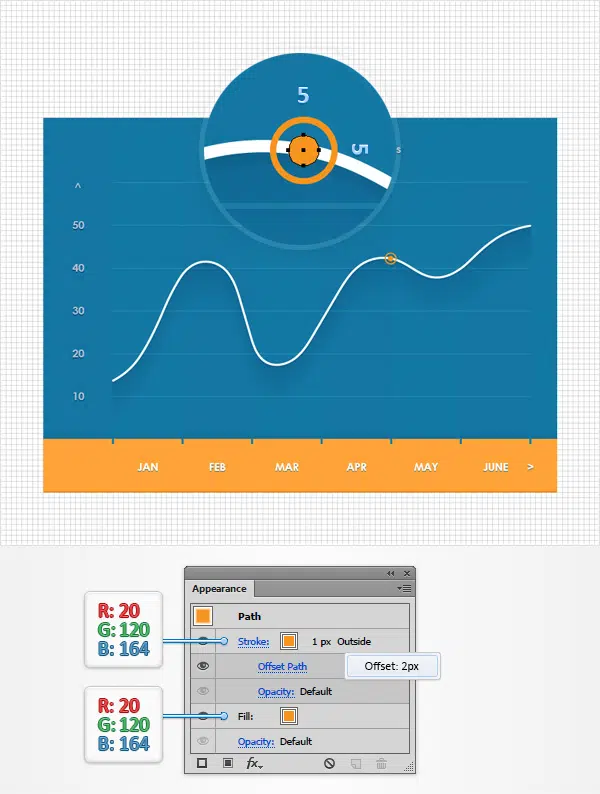 5
5
5
^
50
40
30
20
10
JAN FEB MAR APR MAY JUNE >
Appearance
Path
R: 20
G: 120
B: 164
Stroke: 1 px Outside
Offset Path
Offset: 2px
Opacity: Default
R: 20
G: 120
B: 164
Fill:
Opacity: Default
fx